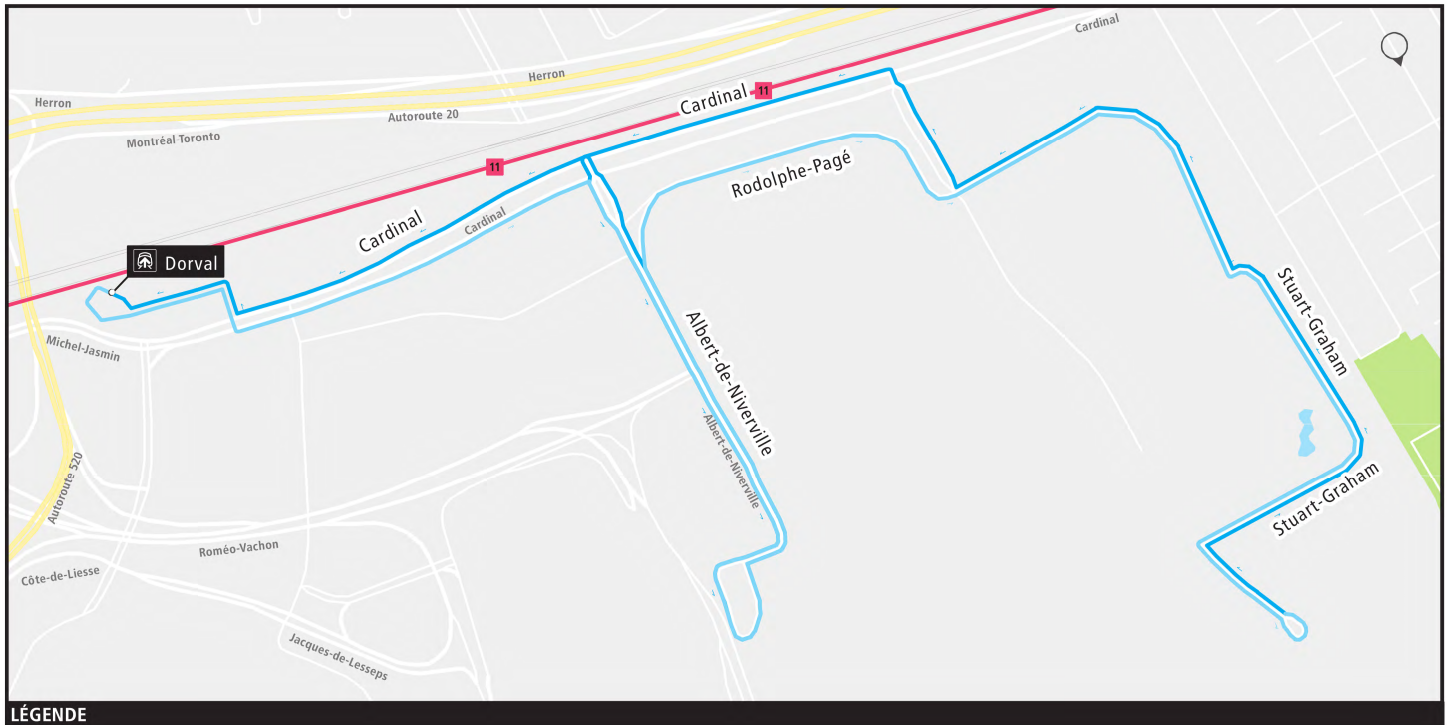 Cardinal
Herron
Herron
Cardinal
11
Autoroute 20
Montréal Toronto
Rodolphe-Pagé
11
Cardinal
Cardinal
Dorval
Stuart-Graham
Michel-Jasmin
Albert-de-Niverville
Albert-de-Niverville
Autoroute 520
Stuart-Graham
Roméo-Vachon
Côte-de-Liesse
Jacques-de-Lesseps
LÉGENDE